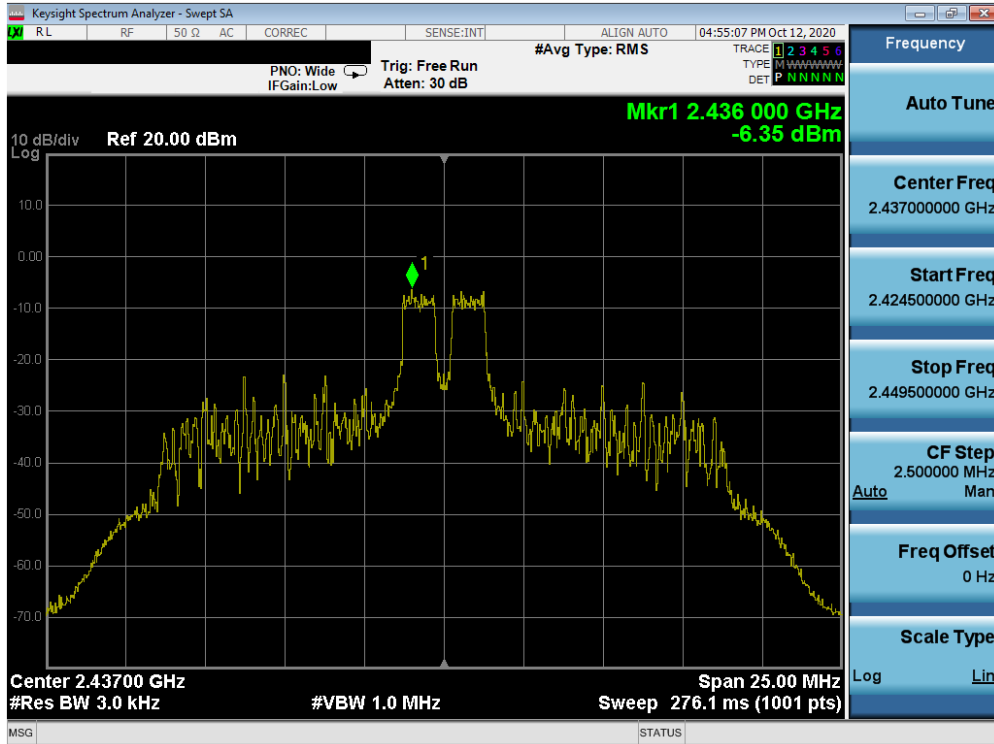 Keysight Spectrum Analyzer - Swept SA
LXI RL RF 50 Ω AC CORREC SENSE:INT ALIGN AUTO 04:55:07 PM Oct 12, 2020
#Avg Type: RMS
TRACE 1 2 3 4 5 6
TYPE M WWWWW
DET P N N N N N
PNO: Wide
IFGain:Low
Trig: Free Run
Atten: 30 dB
Mkr1 2.436 000 GHz
-6.35 dBm
10 dB/div
Log
Ref 20.00 dBm
10.0
0.00
-10.0
-20.0
-30.0
-40.0
-50.0
-60.0
-70.0
1
Center 2.43700 GHz
#Res BW 3.0 kHz
#VBW 1.0 MHz
Span 25.00 MHz
Sweep 276.1 ms (1001 pts)
MSG
STATUS
Frequency
Auto Tune
Center Freq
2.437000000 GHz
Start Freq
2.424500000 GHz
Stop Freq
2.449500000 GHz
CF Step
2.500000 MHz
Auto Man
Freq Offset
0 Hz
Scale Type
Log Lin